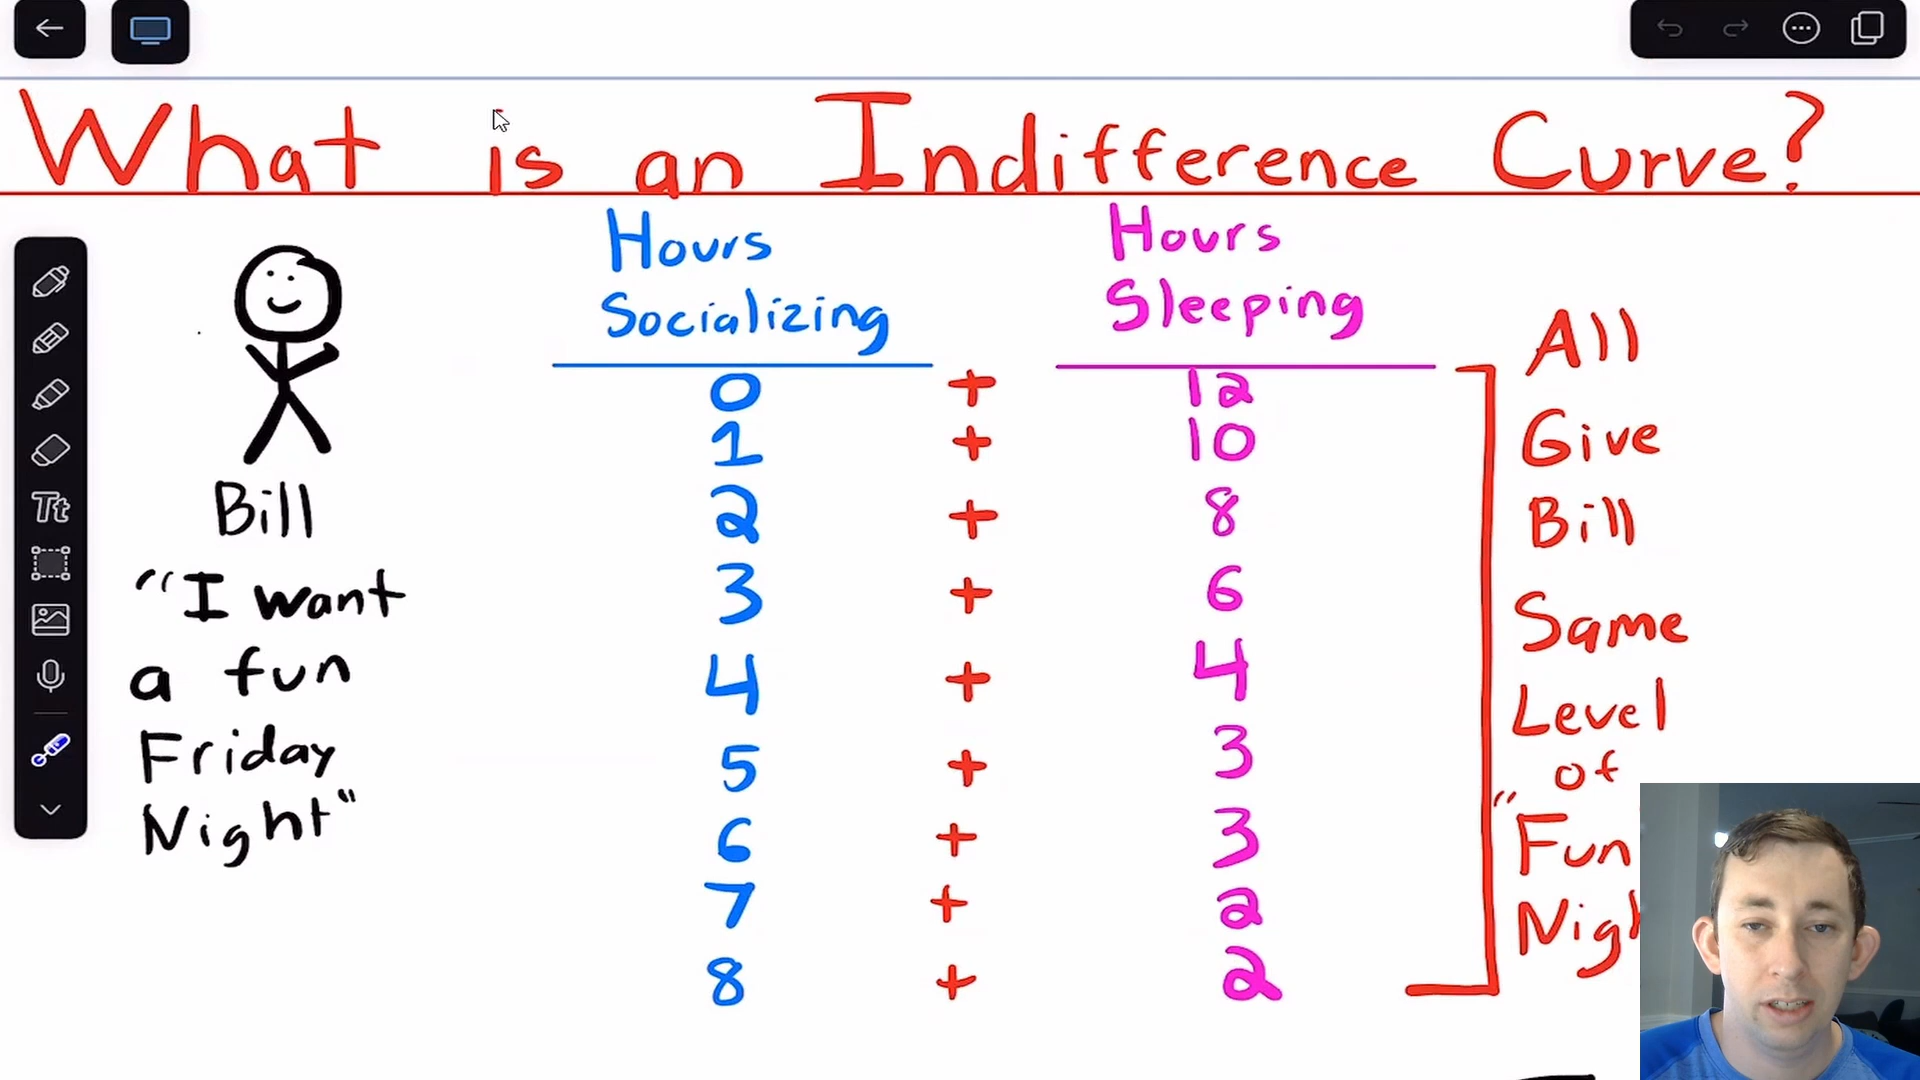 What is an Indifference Curve?
Hours
Socializing
Hours
Sleeping
0 + 12
1 + 10
2 + 8
3 + 6
4 + 4
5 + 3
6 + 3
7 + 2
8 + 2
Bill
"I want
a fun
Friday
Night"
All
Give
Bill
Same
Level
of
"Fun
Tt